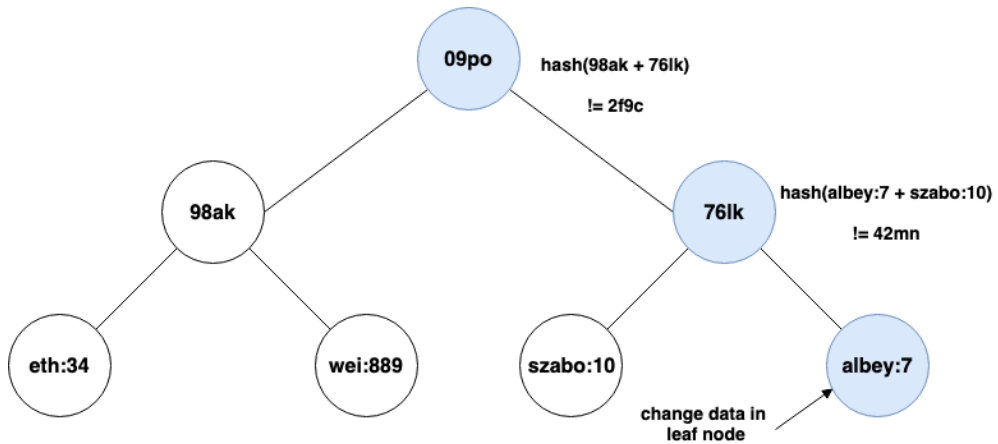 09po
hash(98ak + 76lk)
!= 2f9c
98ak
76lk
hash(albey:7 + szabo:10)
!= 42mn
eth:34
wei:889
szabo:10
albey:7
change data in
leaf node